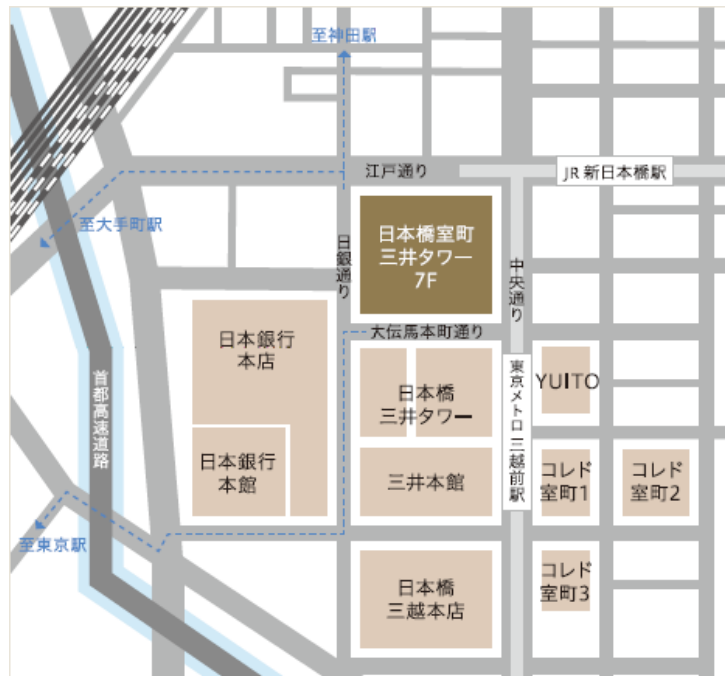 至神田駅
江戸通り
JR 新日本橋駅
至大手町駅
日銀通り
日本橋室町
三井タワー
7F
中央通り
大伝馬本町通り
日本銀行
本店
首都高速道路
日本橋
三井タワー
東京メトロ 三越前駅
YUITO
日本銀行
本館
三井本館
コレド
室町1
コレド
室町2
至東京駅
日本橋
三越本店
コレド
室町3